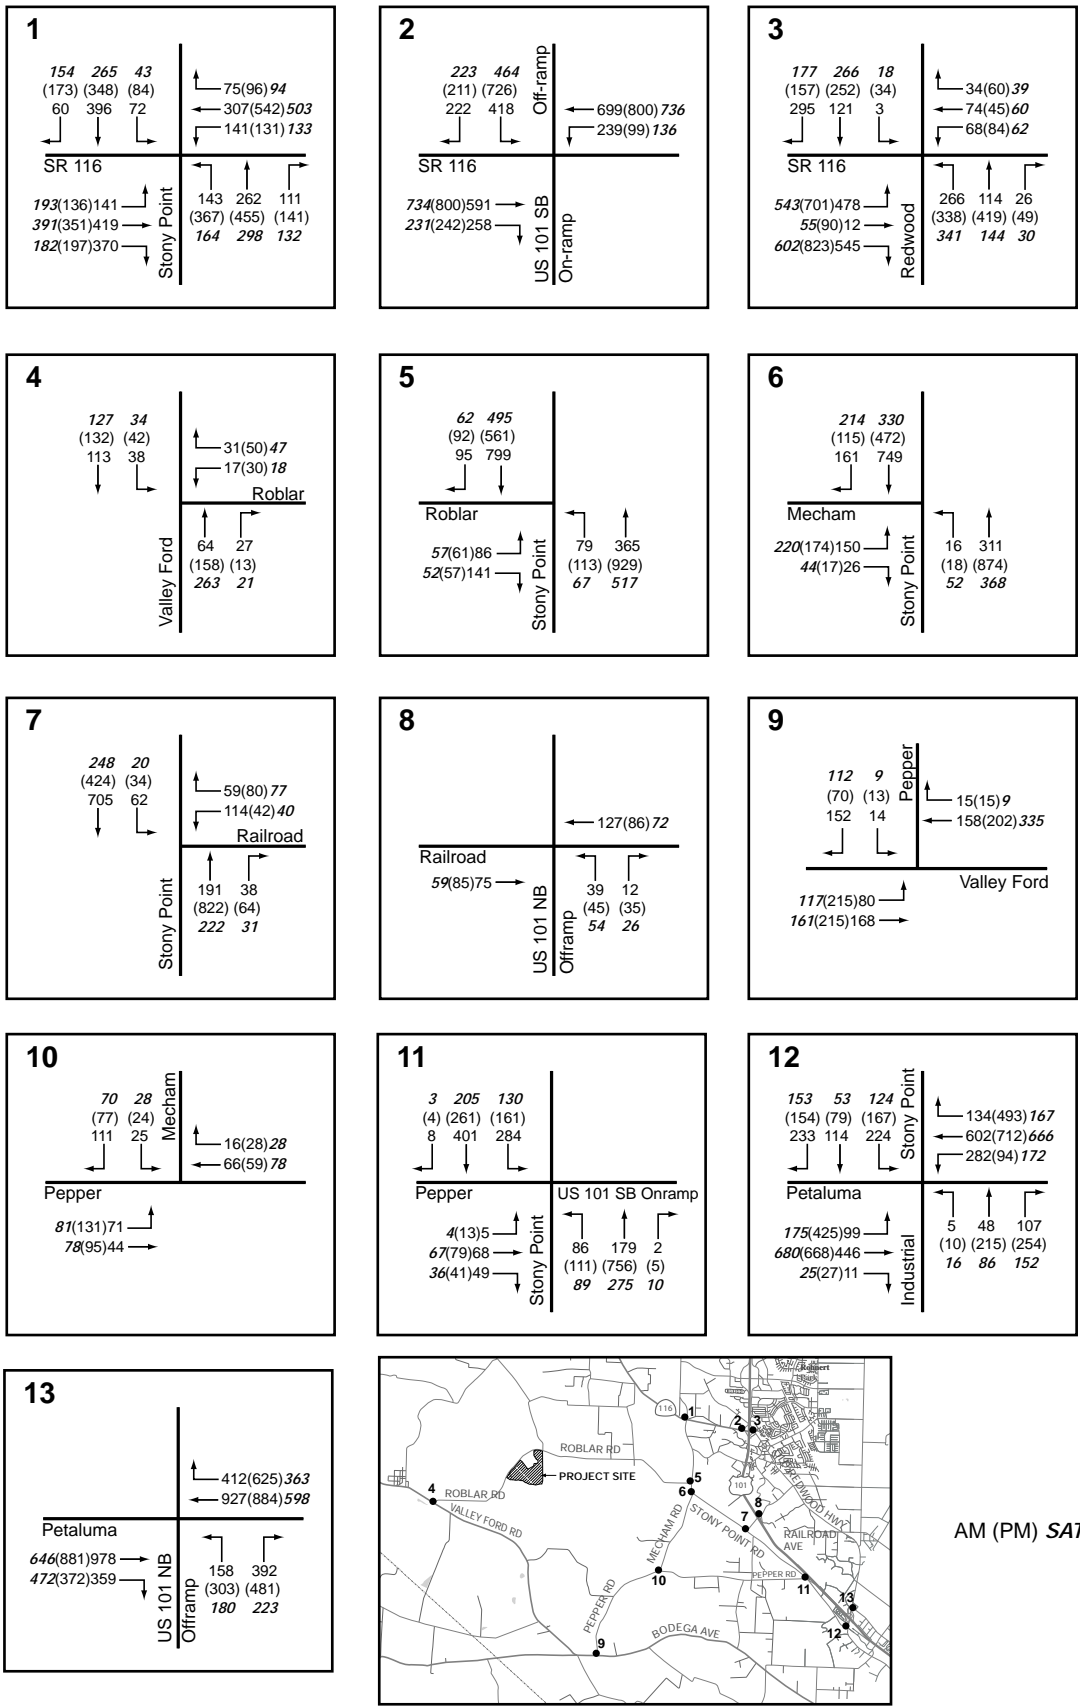 1
154 265 43
(173) (348) (84)
60 396 72
75(96)94
307(542)503
141(131)133
SR 116
193(136)141
391(351)419
182(197)370
Stony Point
143 262 111
(367) (455) (141)
164 298 132
2
223 464
(211) (726)
222 418
Off-ramp
699(800)736
239(99)136
SR 116
734(800)591
231(242)258
US 101 SB
On-ramp
3
177 266 18
(157) (252) (34)
295 121 3
34(60)39
74(45)60
68(84)62
SR 116
543(701)478
55(90)12
602(823)545
Redwood
266 114 26
(338) (419) (49)
341 144 30
4
127 34
(132) (42)
113 38
31(50)47
17(30)18
Roblar
Valley Ford
64 27
(158) (13)
263 21
5
62 495
(92) (561)
95 799
Roblar
57(61)86
52(57)141
Stony Point
79 365
(113) (929)
67 517
6
214 330
(115) (472)
161 749
Mecham
220(174)150
44(17)26
Stony Point
16 311
(18) (874)
52 368
7
248 20
(424) (34)
705 62
59(80)77
114(42)40
Railroad
Stony Point
191 38
(822) (64)
222 31
8
127(86)72
Railroad
59(85)75
US 101 NB
Offramp
39 12
(45) (35)
54 26
9
112 9
(70) (13)
152 14
Pepper
15(15)9
158(202)335
Valley Ford
117(215)80
161(215)168
10
70 28
(77) (24)
111 25
Mecham
16(28)28
66(59)78
Pepper
81(131)71
78(95)44
11
3 205 130
(4) (261) (161)
8 401 284
Pepper
US 101 SB Onramp
4(13)5
67(79)68
36(41)49
Stony Point
86 179 2
(111) (756) (5)
89 275 10
12
153 53 124
(154) (79) (167)
233 114 224
Stony Point
134(493)167
602(712)666
282(94)172
Petaluma
175(425)99
680(668)446
25(27)11
Industrial
5 48 107
(10) (215) (254)
16 86 152
13
412(625)363
927(884)598
Petaluma
646(881)978
472(372)359
US 101 NB
Offramp
158 392
(303) (481)
180 223
Rohnert
Park
116
1
2
3
ROBLAR RD
PROJECT SITE
5
6
101
4
ROBLAR RD
VALLEY FORD RD
MECHAM RD
STONY POINT RD
7
8
REDWOOD HWY
RAILROAD
AVE
10
PEPPER RD
11
PEPPER RD
13
12
9
BODEGA AVE
AM (PM) SAT